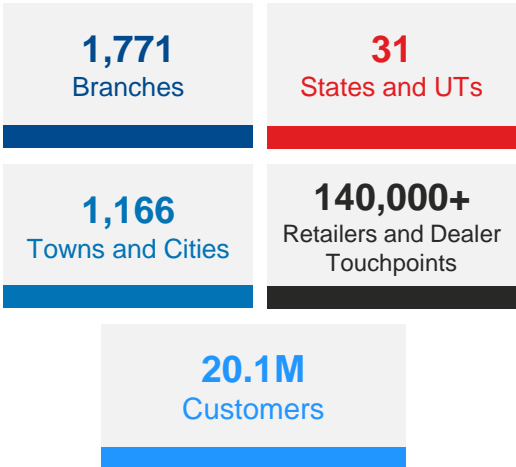 1,771
Branches
31
States and UTs
1,166
Towns and Cities
140,000+
Retailers and Dealer
Touchpoints
20.1M
Customers